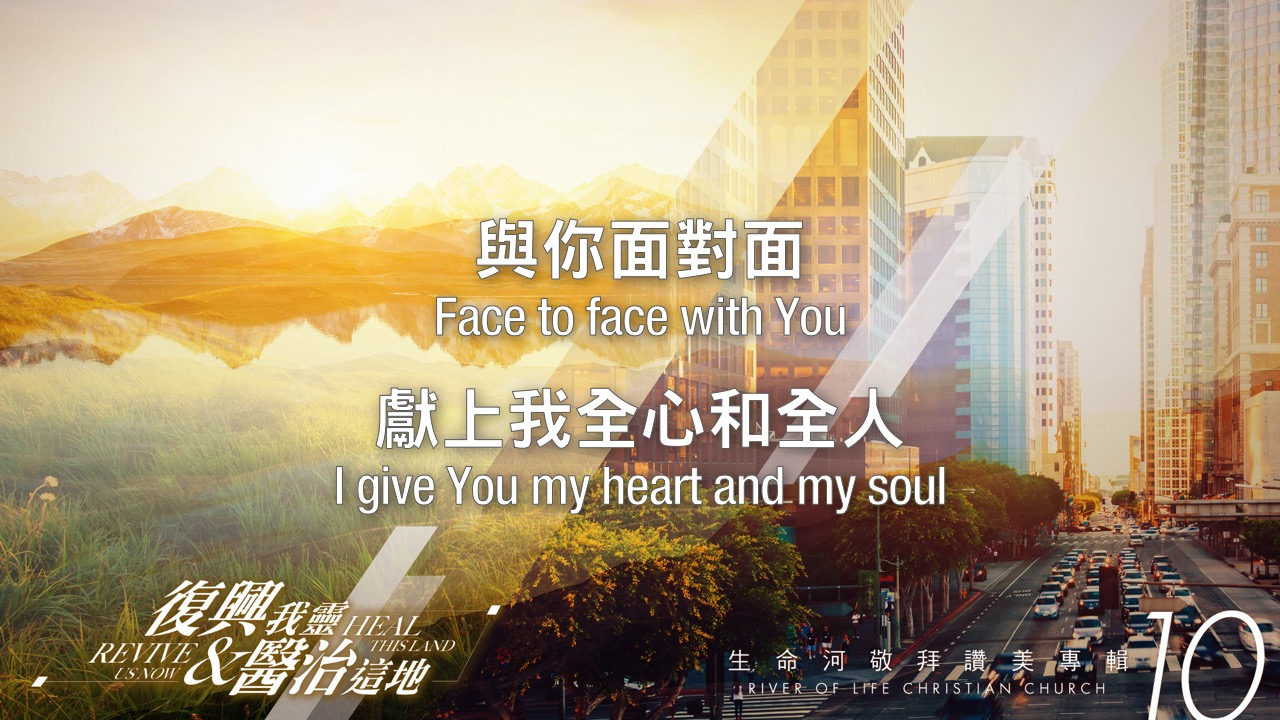 與你面對面
Face to face with You
獻上我全心和全人
I give You my heart and my soul
復興我靈 HEAL THIS LAND
REVIVE US NOW & 醫治這地
生命河敬拜讚美專輯 10
RIVER OF LIFE CHRISTIAN CHURCH